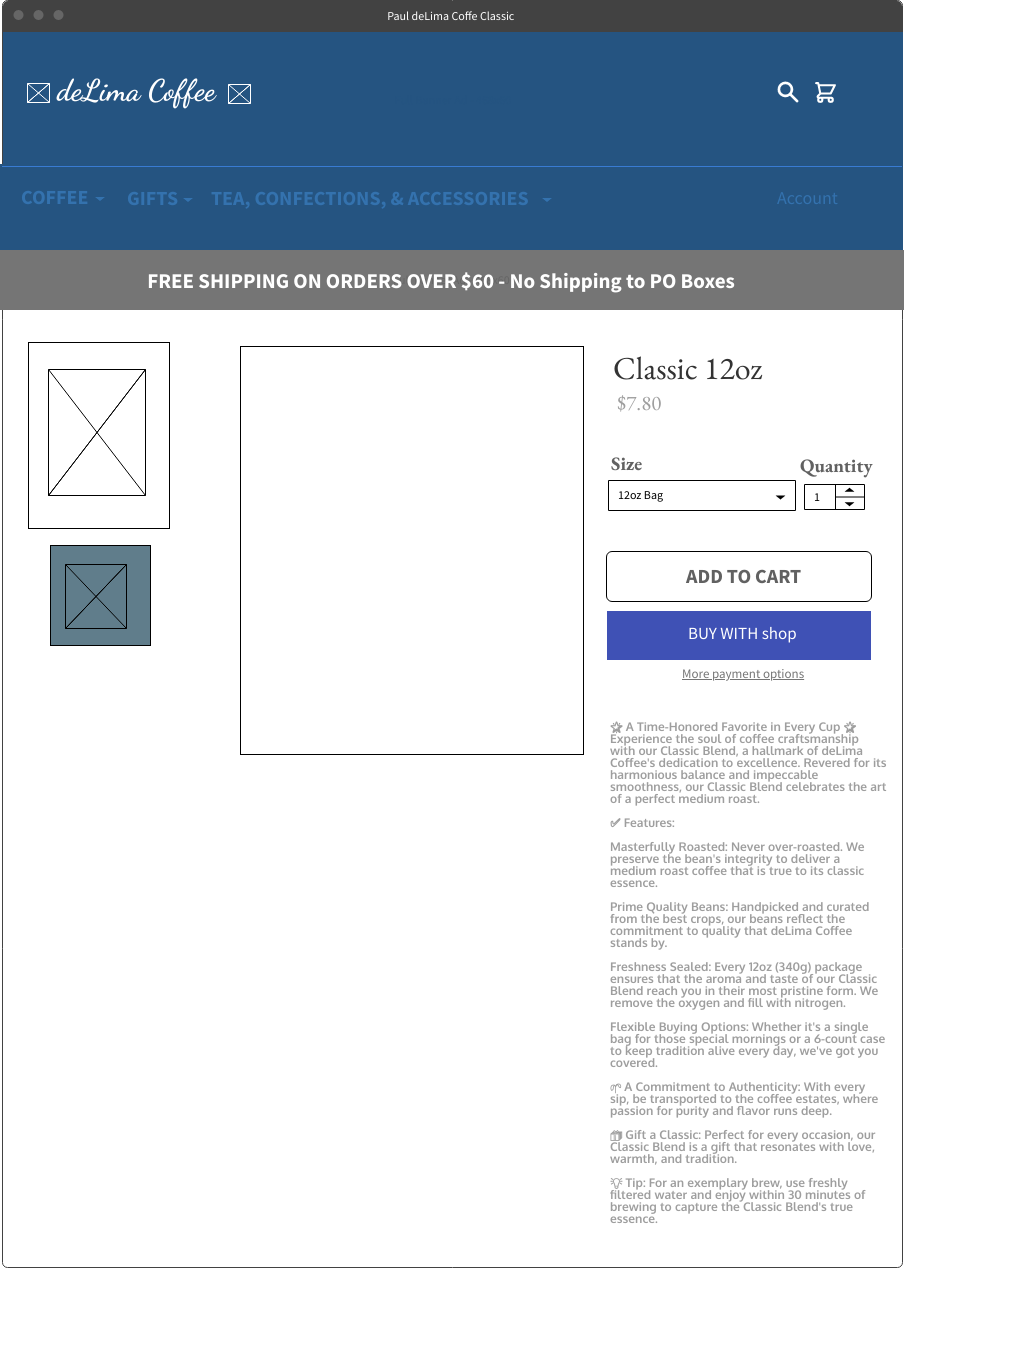 Paul deLima Coffe Classic
deLima Coffee
COFFEE GIFTS TEA, CONFECTIONS, & ACCESSORIES Account
FREE SHIPPING ON ORDERS OVER $60 - No Shipping to PO Boxes
Classic 12oz
$7.80
Size Quantity
12oz Bag 1
ADD TO CART
BUY WITH shop
More payment options
A Time-Honored Favorite in Every Cup
Experience the soul of coffee craftsmanship
with our Classic Blend, a hallmark of deLima
Coffee's dedication to excellence. Revered for its
harmonious balance and impeccable
smoothness, our Classic Blend celebrates the art
of a perfect medium roast.
✔ Features:
Masterfully Roasted: Never over-roasted. We
preserve the bean's integrity to deliver a
medium roast coffee that is true to its classic
essence.
Prime Quality Beans: Handpicked and curated
from the best crops, our beans reflect the
commitment to quality that deLima Coffee
stands by.
Freshness Sealed: Every 12oz (340g) package
ensures that the aroma and taste of our Classic
Blend reach you in their most pristine form. We
remove the oxygen and fill with nitrogen.
Flexible Buying Options: Whether it's a single
bag for those special mornings or a 6-count case
to keep tradition alive every day, we've got you
covered.
🌱 A Commitment to Authenticity: With every
sip, be transported to the coffee estates, where
passion for purity and flavor runs deep.
Gift a Classic: Perfect for every occasion, our
Classic Blend is a gift that resonates with love,
warmth, and tradition.
💡 Tip: For an exemplary brew, use freshly
filtered water and enjoy within 30 minutes of
brewing to capture the Classic Blend's true
essence.